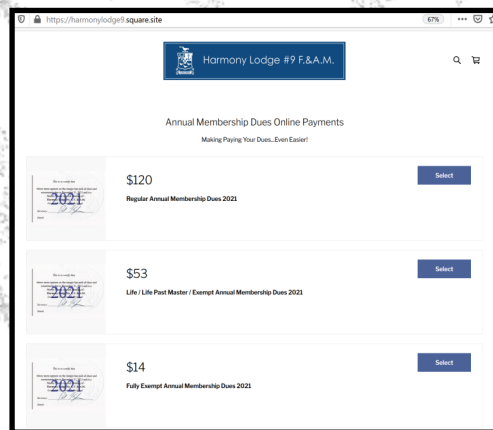 https://harmonylodge9.square.site
67%
Harmony Lodge #9 F.&A.M.
Annual Membership Dues Online Payments
Making Paying Your Dues...Even Easier!
$120
Select
Regular Annual Membership Dues 2021
2021
$53
Select
Life / Life Past Master / Exempt Annual Membership Dues 2021
2021
$14
Select
Fully Exempt Annual Membership Dues 2021
2021